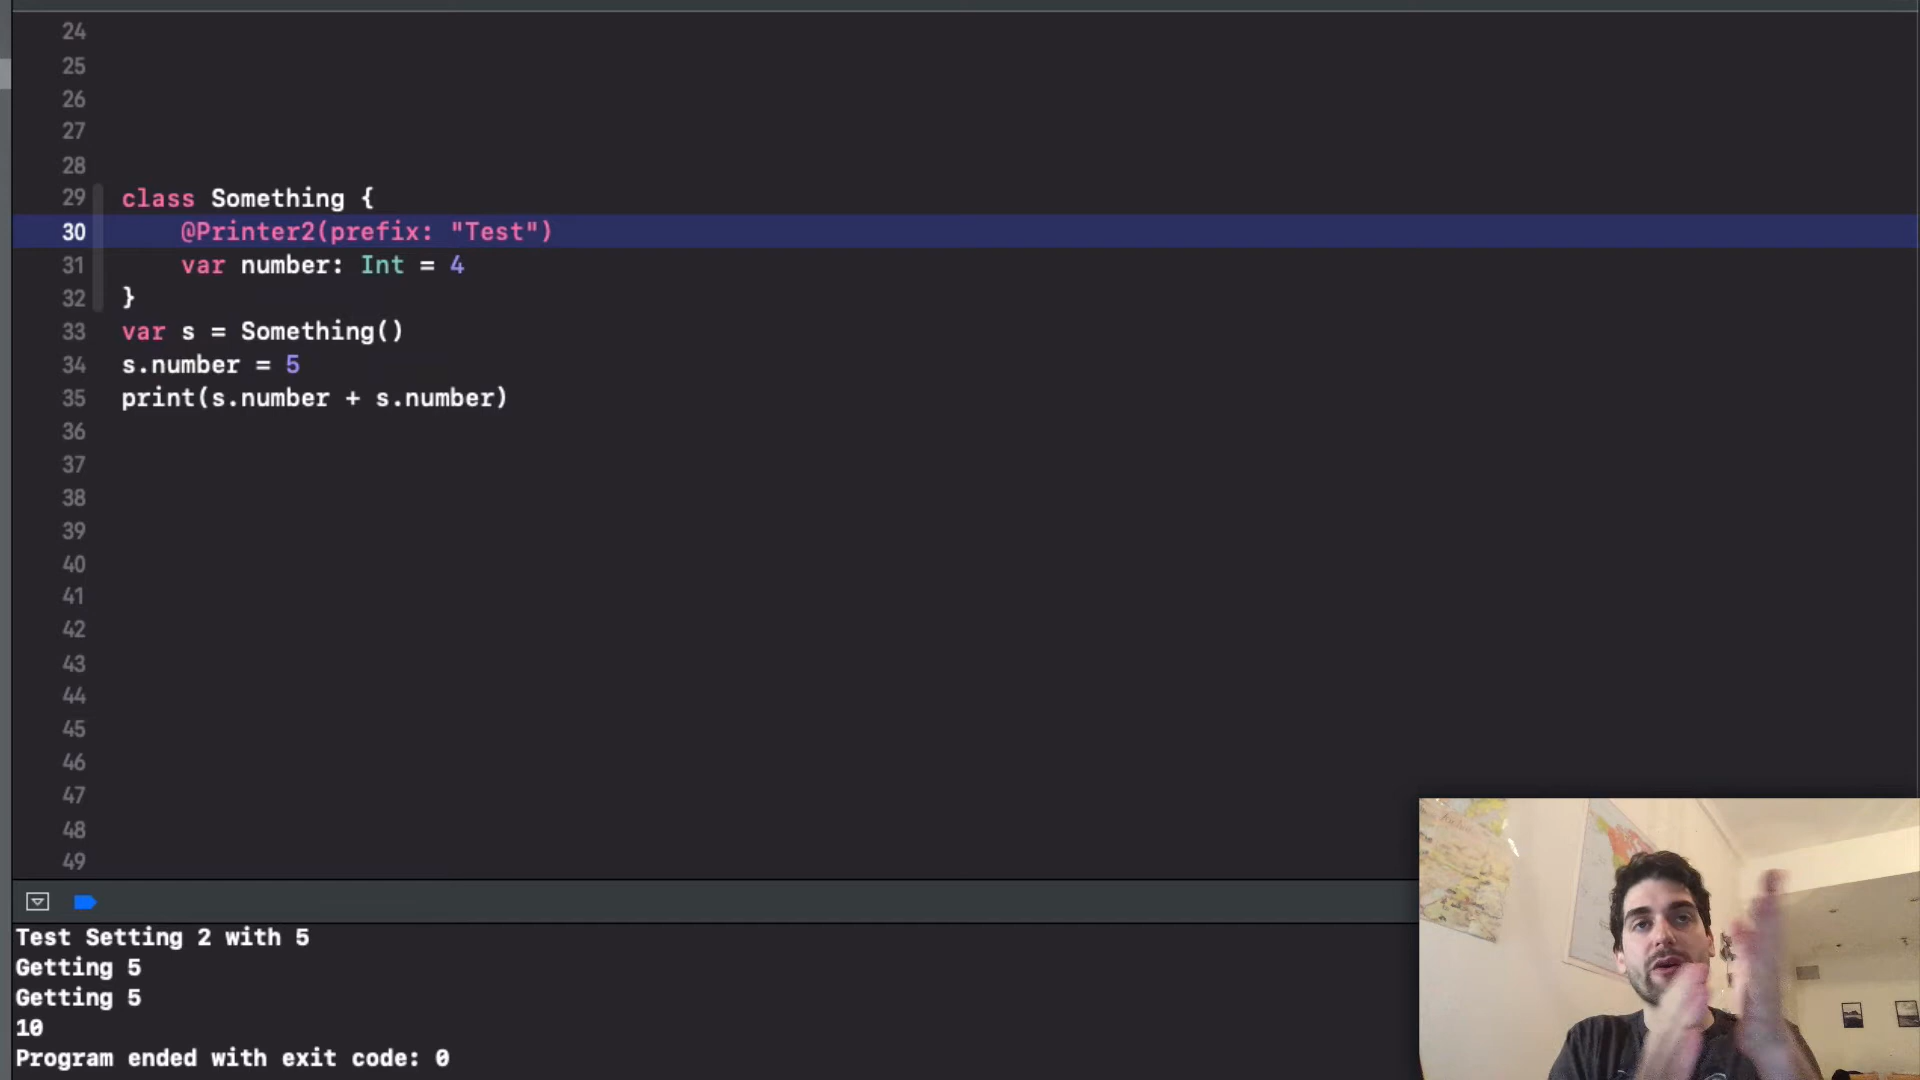 24
25
26
27
28
29 class Something {
30 @Printer2(prefix: "Test")
31 var number: Int = 4
32 }
33 var s = Something()
34 s.number = 5
35 print(s.number + s.number)
36
37
38
39
40
41
42
43
44
45
46
47
48
49
Test Setting 2 with 5
Getting 5
Getting 5
10
Program ended with exit code: 0